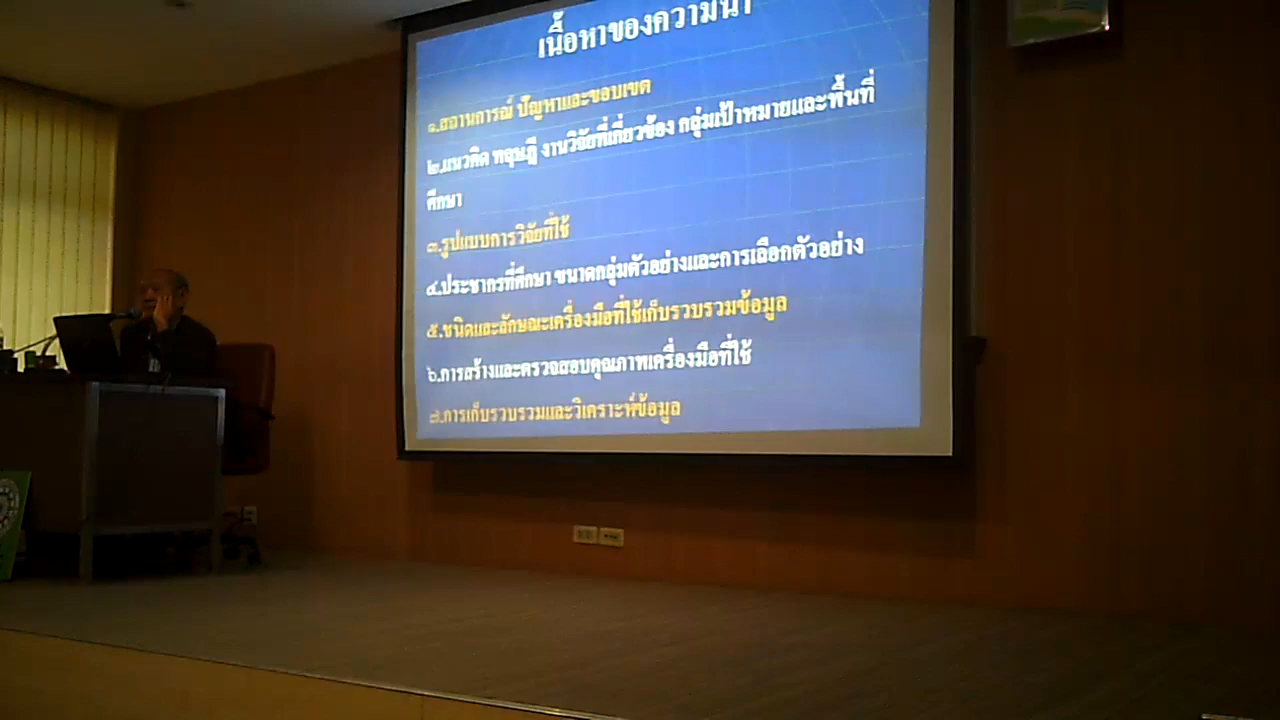 เนื้อหาของความนำ
๑.สถานการณ์ ปัญหาและขอบเขต
๒.แนวคิด ทฤษฎี งานวิจัยที่เกี่ยวข้อง กลุ่มเป้าหมายและพื้นที่
ศึกษา
๓.รูปแบบการวิจัยที่ใช้
๔.ประชากรที่ศึกษา ขนาดกลุ่มตัวอย่างและการเลือกตัวอย่าง
๕.ชนิดและลักษณะเครื่องมือที่ใช้เก็บรวบรวมข้อมูล
๖.การสร้างและตรวจสอบคุณภาพเครื่องมือที่ใช้
๗.การเก็บรวบรวมและวิเคราะห์ข้อมูล